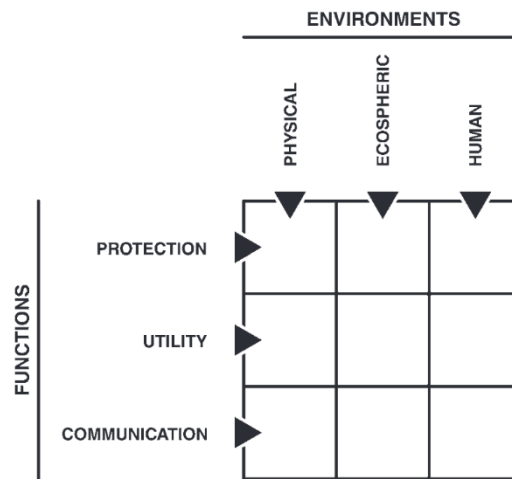 ENVIRONMENTS
PHYSICAL
ECOSPHERIC
HUMAN
FUNCTIONS
PROTECTION
UTILITY
COMMUNICATION